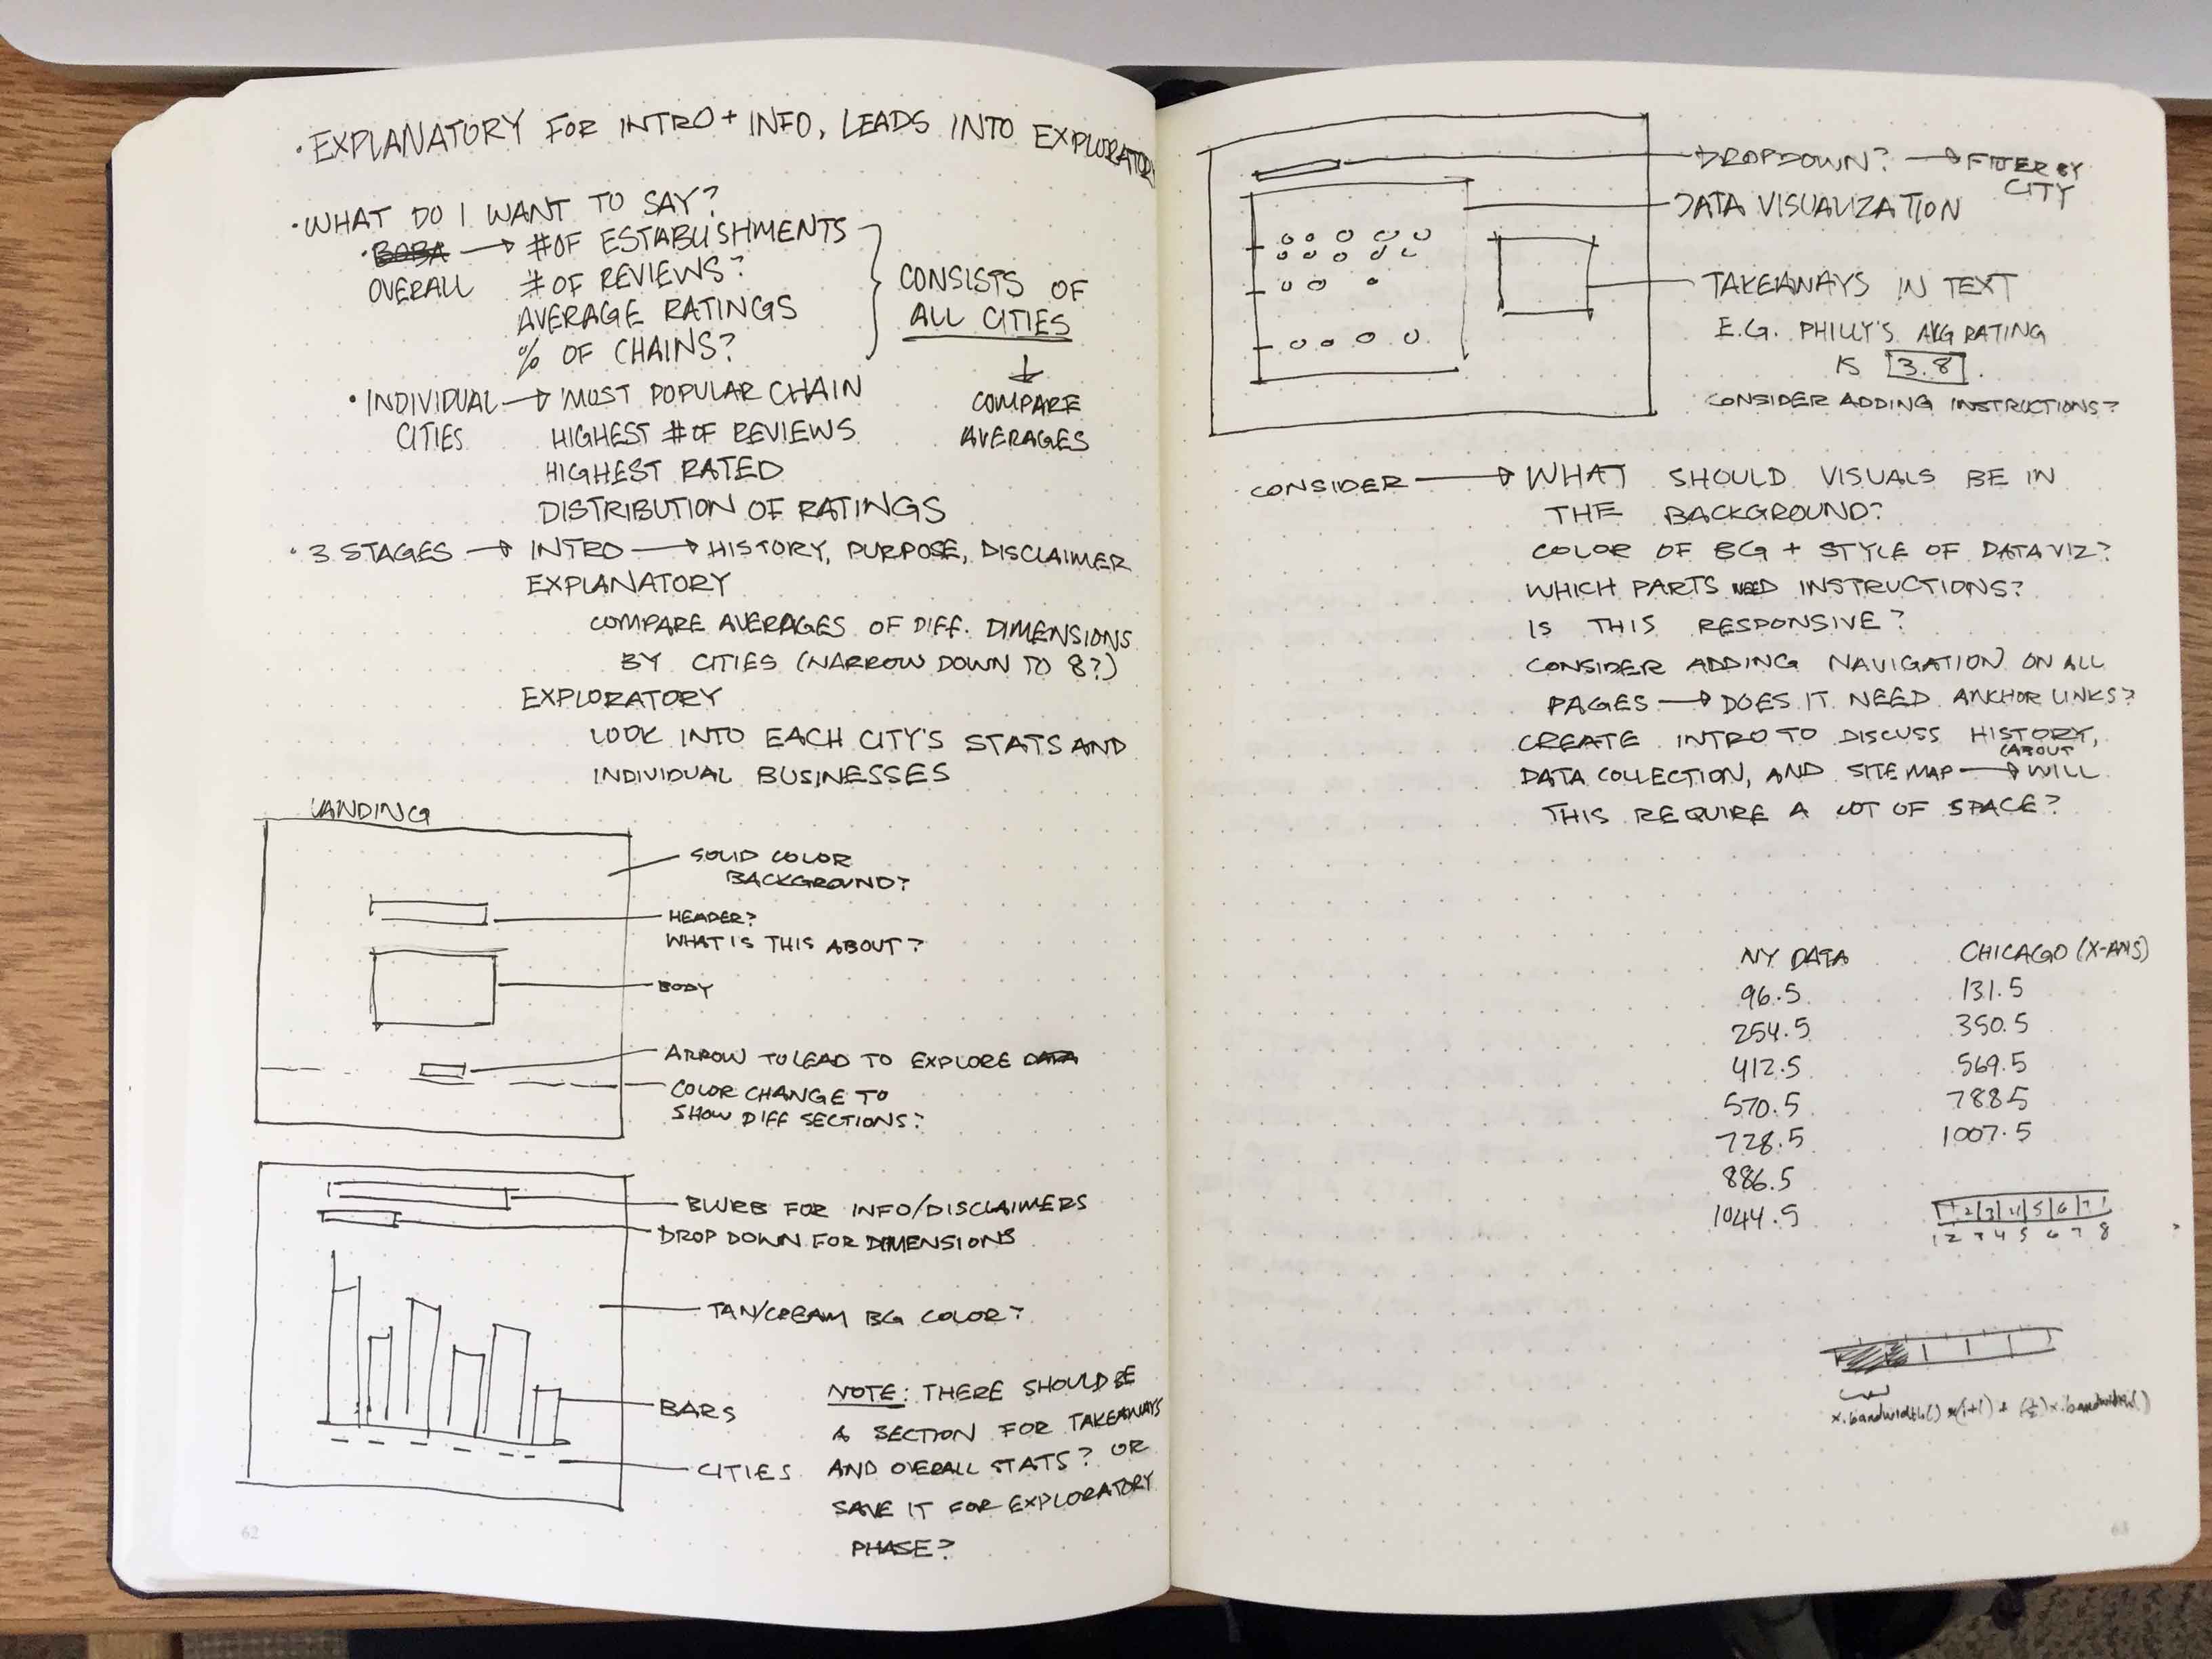 ·EXPLANATORY FOR INTRO + INFO, LEADS INTO EXPLORATORY
·WHAT DO I WANT TO SAY?
·BOBA → # OF ESTABLISHMENTS
OVERALL # OF REVIEWS?
AVERAGE RATINGS
% OF CHAINS?
CONSISTS OF
ALL CITIES
↓
COMPARE
AVERAGES
·INDIVIDUAL → MOST POPULAR CHAIN
CITIES HIGHEST # OF REVIEWS
HIGHEST RATED
DISTRIBUTION OF RATINGS
·3 STAGES → INTRO → HISTORY, PURPOSE, DISCLAIMER
EXPLANATORY
COMPARE AVERAGES OF DIFF. DIMENSIONS
BY CITIES (NARROW DOWN TO 8?)
EXPLORATORY
LOOK INTO EACH CITY'S STATS AND
INDIVIDUAL BUSINESSES
LANDING
SOLID COLOR
BACKGROUND?
HEADER?
WHAT IS THIS ABOUT?
BODY
ARROW TO LEAD TO EXPLORE DATA
COLOR CHANGE TO
SHOW DIFF SECTIONS?
BLURB FOR INFO/DISCLAIMERS
DROP DOWN FOR DIMENSIONS
TAN/CREAM BG COLOR?
BARS
CITIES
NOTE: THERE SHOULD BE
A SECTION FOR TAKEAWAYS
AND OVERALL STATS? OR
SAVE IT FOR EXPLORATORY
PHASE?
62
DROPDOWN? → FILTER BY
CITY
DATA VISUALIZATION
TAKEAWAYS IN TEXT
E.G. PHILLY'S AVG RATING
IS 3.8.
CONSIDER ADDING INSTRUCTIONS?
CONSIDER → WHAT SHOULD VISUALS BE IN
THE BACKGROUND?
COLOR OF BG + STYLE OF DATA VIZ?
WHICH PARTS NEED INSTRUCTIONS?
IS THIS RESPONSIVE?
CONSIDER ADDING NAVIGATION ON ALL
PAGES → DOES IT NEED ANCHOR LINKS?
CREATE INTRO TO DISCUSS HISTORY,
(ABOUT
DATA COLLECTION, AND SITE MAP → WILL
THIS REQUIRE A LOT OF SPACE?
NY DATA CHICAGO (X-AXIS)
96.5 131.5
254.5 350.5
412.5 569.5
570.5 788.5
728.5 1007.5
886.5
1044.5
1 2 3 4 5 6 7
1 2 3 4 5 6 7 8
x.bandwidth() * (i+1) + (½)x.bandwidth()
63